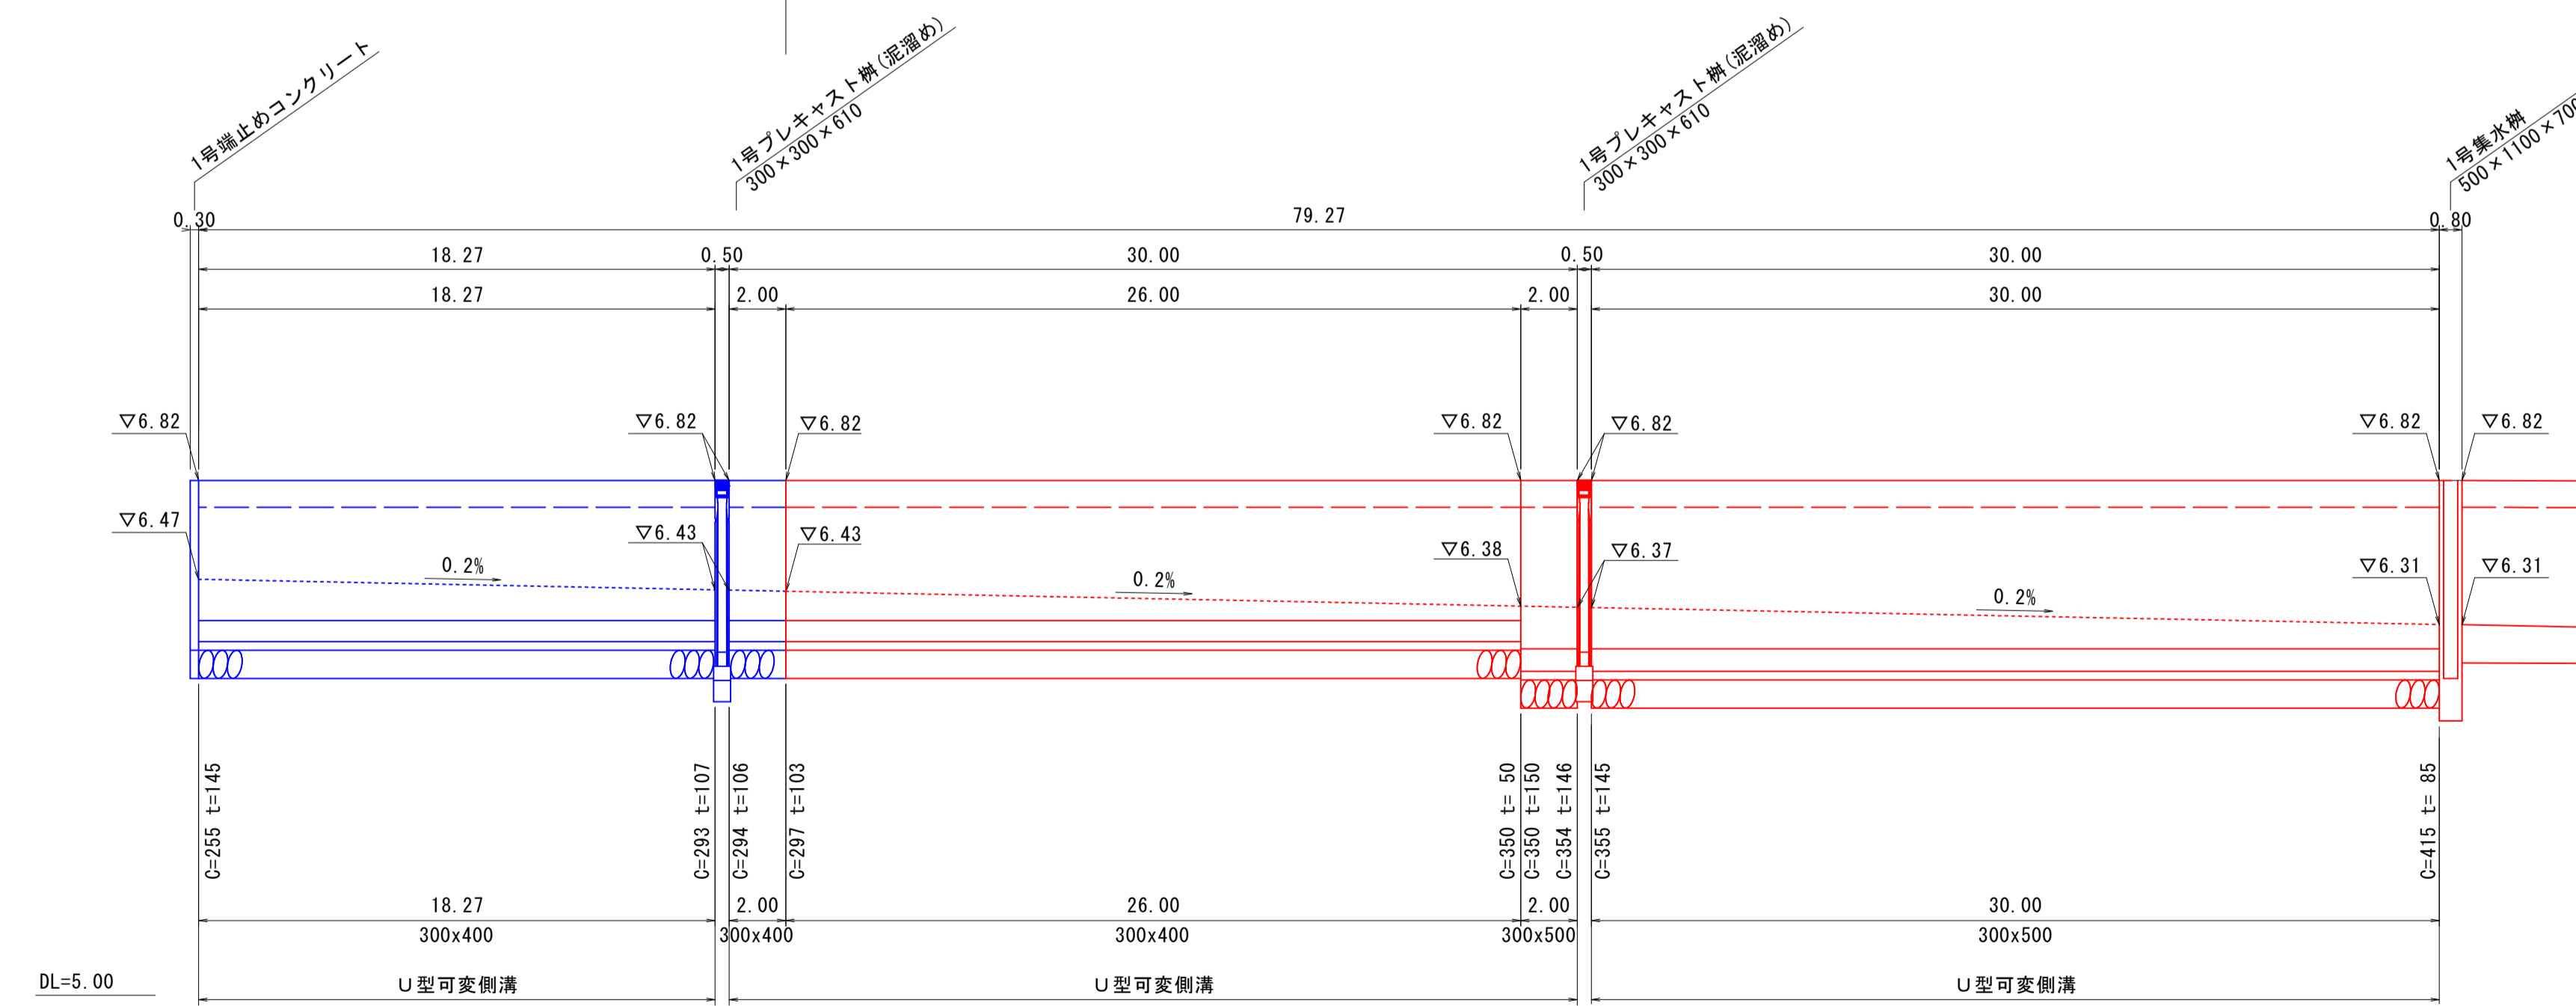 1号端止めコンクリート
1号プレキャスト桝(泥溜め)
300×300×610
1号プレキャスト桝(泥溜め)
300×300×610
1号集水桝
500×1100×700
0.30
79.27
0.80
18.27
0.50
30.00
0.50
30.00
18.27
2.00
26.00
2.00
30.00
▽6.82
▽6.82
▽6.82
▽6.82
▽6.82
▽6.82
▽6.82
▽6.47
▽6.43
▽6.43
▽6.38
▽6.37
▽6.31
▽6.31
0.2%
0.2%
0.2%
C=255 t=145
C=293 t=107
C=294 t=106
C=297 t=103
C=350 t= 50
C=350 t=150
C=354 t=146
C=355 t=145
C=415 t= 85
18.27
2.00
26.00
2.00
30.00
300x400
300x400
300x400
300x500
300x500
DL=5.00
U型可変側溝
U型可変側溝
U型可変側溝